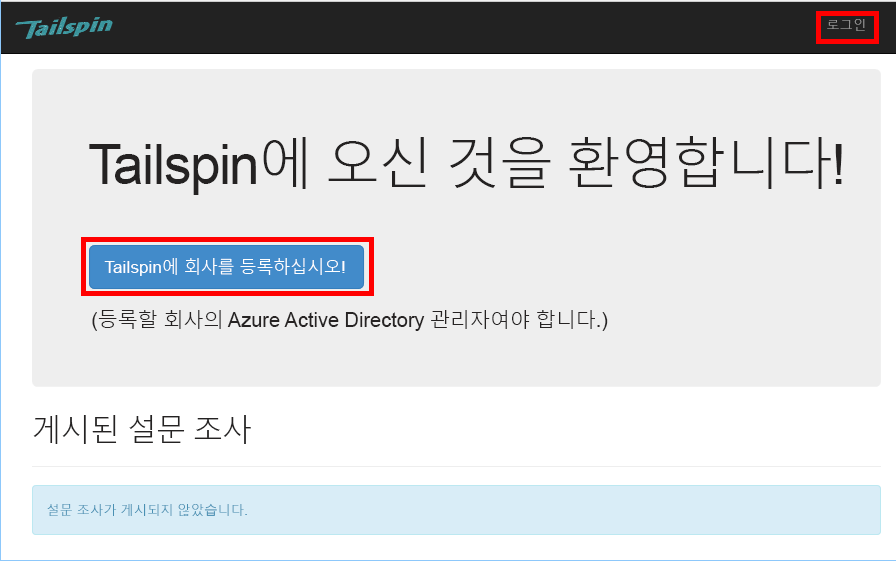 Tailspin
로그인
Tailspin에 오신 것을 환영합니다!
Tailspin에 회사를 등록하십시오!
(등록할 회사의 Azure Active Directory 관리자여야 합니다.)
게시된 설문 조사
설문 조사가 게시되지 않았습니다.